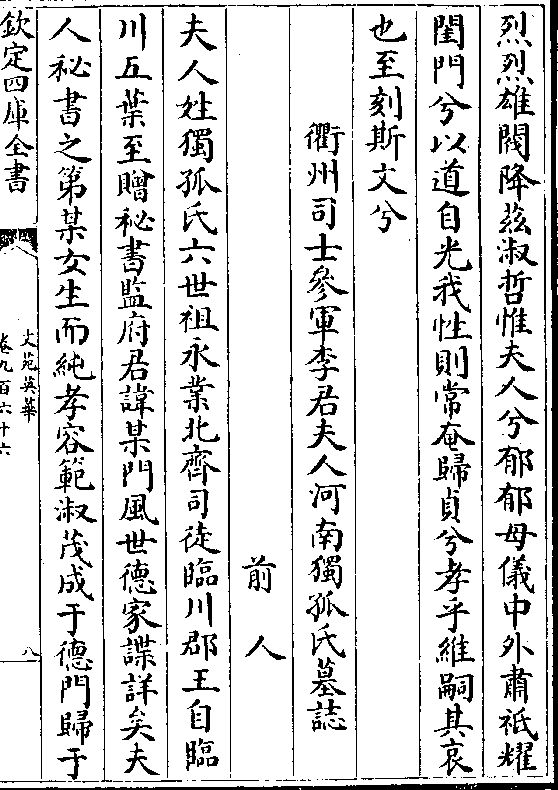 烈烈雄閥降茲淑哲惟夫人兮郁郁母儀中外肅祇耀
閨門兮以道自光我性則常奄歸貞兮孝乎維嗣其哀
也至刻斯文兮
衢州司士參軍李君夫人河南獨孤氏墓誌
前人
夫人姓獨孤氏六世祖永業北齊司徒臨川郡王自臨
川五葉至贈秘書監府君諱某門風世德家諜詳矣夫
人秘書之第某女生而純孝容範淑茂成于德門歸于
欽定四庫全書
文苑英華
卷九百六十六
八